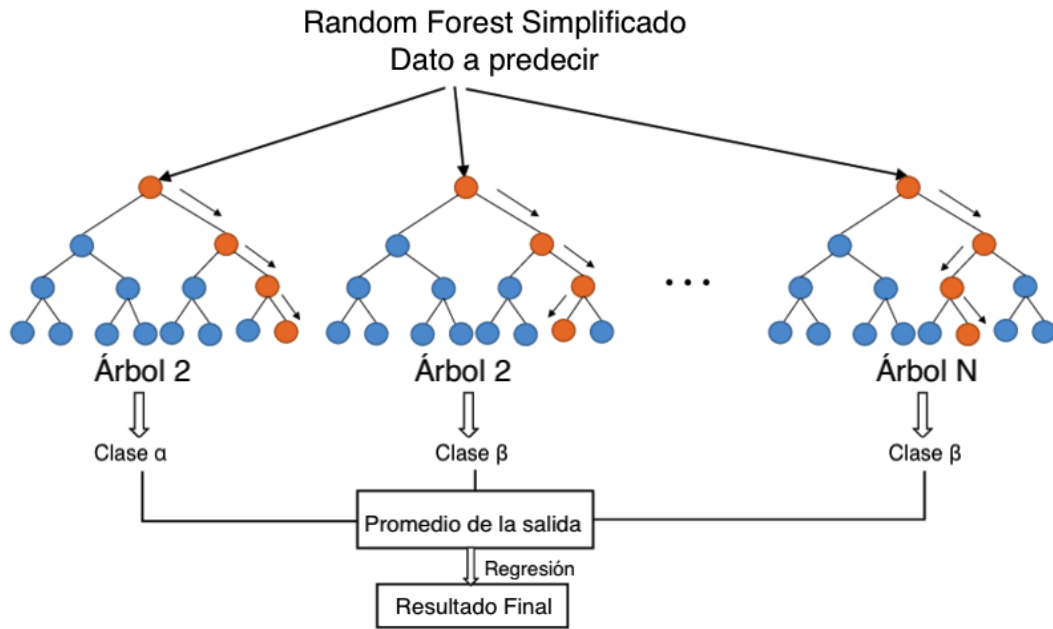 Random Forest Simplificado
Dato a predecir
...
Árbol 2
Árbol 2
Árbol N
Clase α
Clase β
Clase β
Promedio de la salida
Regresión
Resultado Final